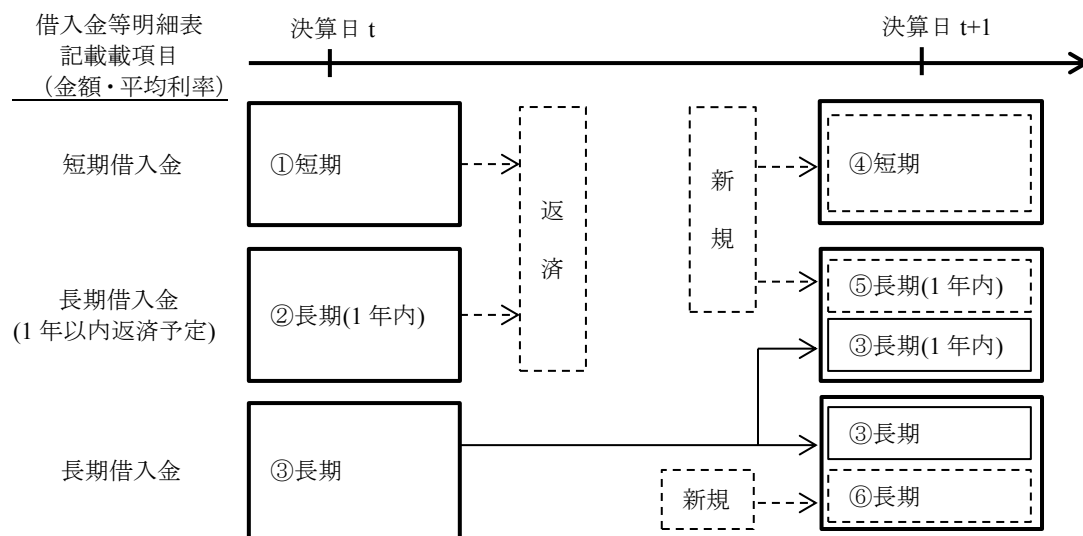 借入金等明細表
記載載項目
（金額・平均利率）
決算日 t
決算日 t+1
短期借入金
①短期
返
済
新
規
④短期
長期借入金
(1 年以内返済予定)
②長期(1 年内)
⑤長期(1 年内)
③長期(1 年内)
長期借入金
③長期
新規
③長期
⑥長期